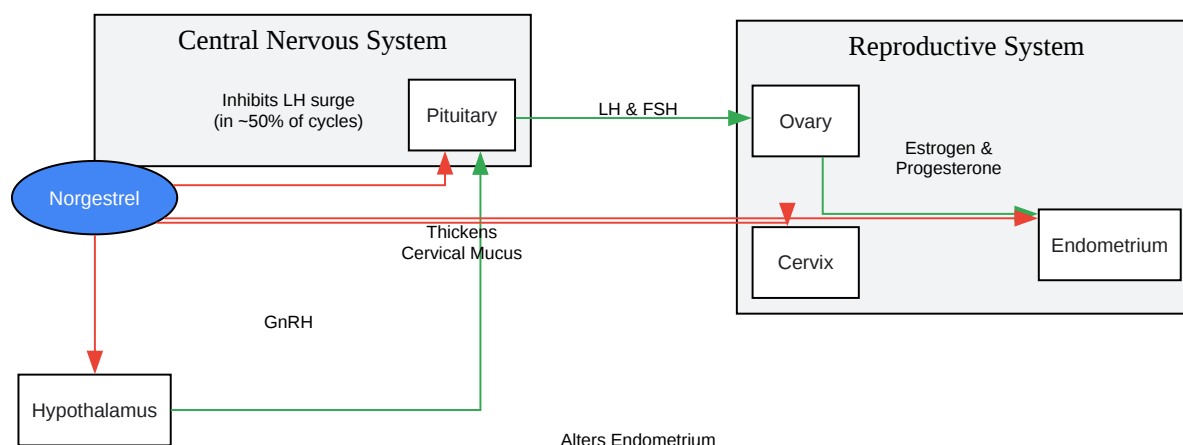 Central Nervous System
Reproductive System
Inhibits LH surge
(in ~50% of cycles)
Pituitary
LH & FSH
Ovary
Estrogen &
Progesterone
Norgestrel
Thickens
Cervical Mucus
Cervix
Endometrium
GnRH
Hypothalamus
Alters Endometrium